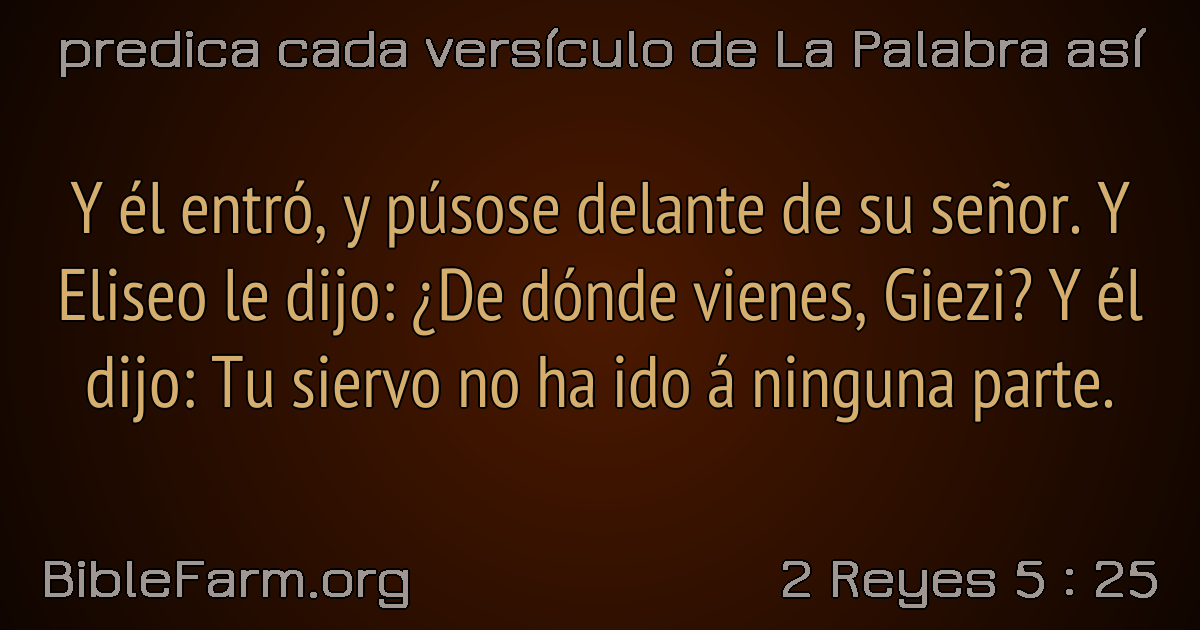 predica cada versículo de La Palabra así
Y él entró, y púsose delante de su señor. Y
Eliseo le dijo: ¿De dónde vienes, Giezi? Y él
dijo: Tu siervo no ha ido á ninguna parte.
BibleFarm.org
2 Reyes 5 : 25